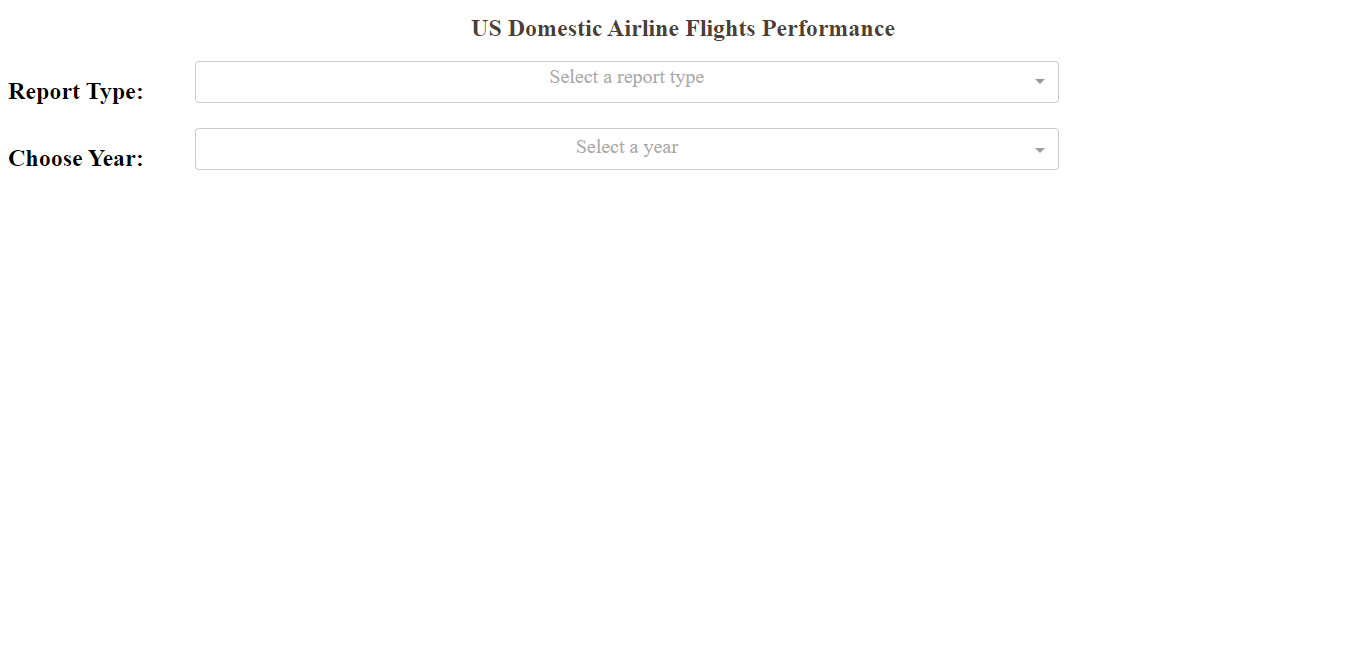 US Domestic Airline Flights Performance
Report Type:
Select a report type
Choose Year:
Select a year